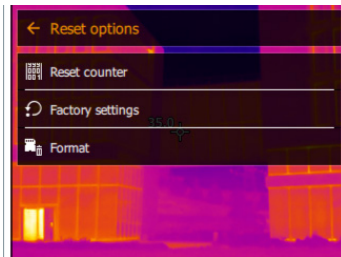 Reset options
Reset counter
Factory settings
35.0
Format